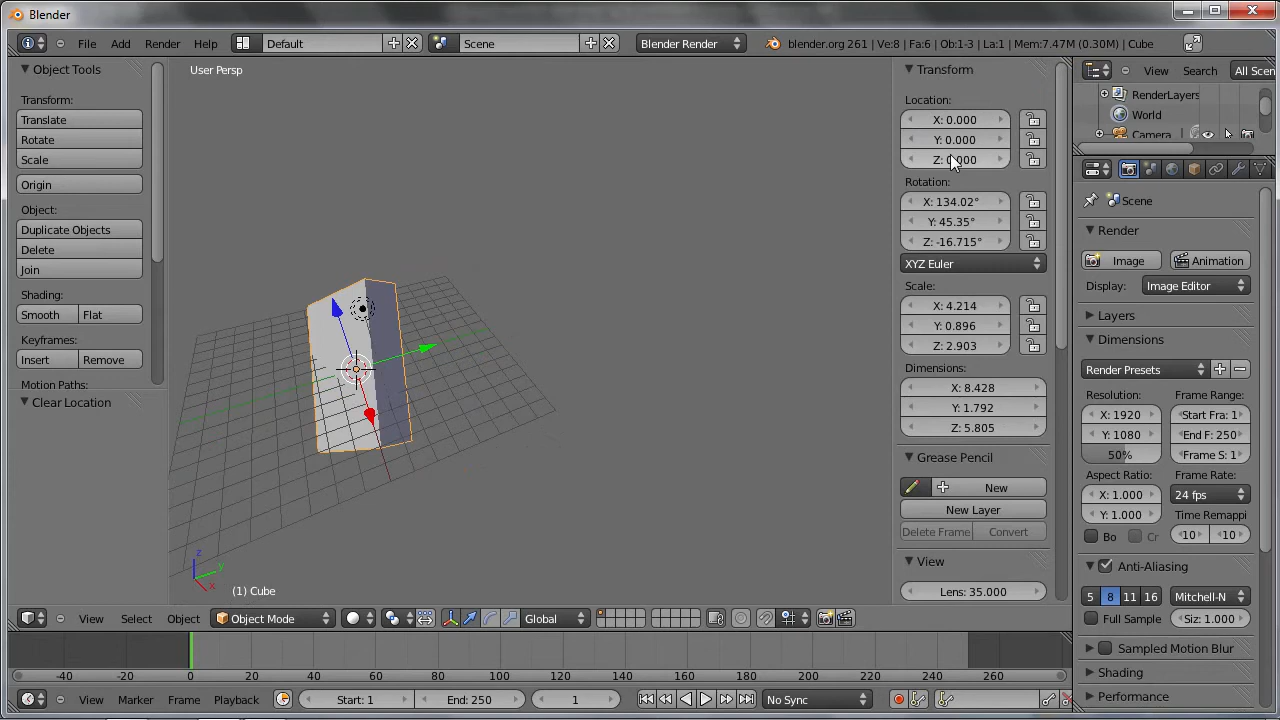 Blender
File Add Render Help Default Scene Blender Render blender.org 261 | Ve:8 | Fa:6 | Ob:1-3 | La:1 | Mem:7.47M (0.30M) | Cube
Object Tools
Transform:
Translate
Rotate
Scale
Origin
Object:
Duplicate Objects
Delete
Join
Shading:
Smooth Flat
Keyframes:
Insert Remove
Motion Paths:
Clear Location
User Persp
z
y
x
(1) Cube
Transform
Location:
X: 0.000
Y: 0.000
Z: 0.000
Rotation:
X: 134.02°
Y: 45.35°
Z: -16.715°
XYZ Euler
Scale:
X: 4.214
Y: 0.896
Z: 2.903
Dimensions:
X: 8.428
Y: 1.792
Z: 5.805
Grease Pencil
New
New Layer
Delete Frame Convert
View
Lens: 35.000
View Search All Scen
RenderLayers
World
Camera
Scene
Render
Image Animation
Display: Image Editor
Layers
Dimensions
Render Presets
Resolution: Frame Range:
X: 1920 Start Fra: 1
Y: 1080 End F: 250
50% Frame S: 1
Aspect Ratio: Frame Rate:
X: 1.000 24 fps
Y: 1.000 Time Remappi
Bo Cr 10 10
Anti-Aliasing
5 8 11 16 Mitchell-N
Full Sample Siz: 1.000
Sampled Motion Blur
Shading
Performance
View Select Object Object Mode Global
-40 -20 0 20 40 60 80 100 120 140 160 180 200 220 240 260
View Marker Frame Playback Start: 1 End: 250 1 No Sync